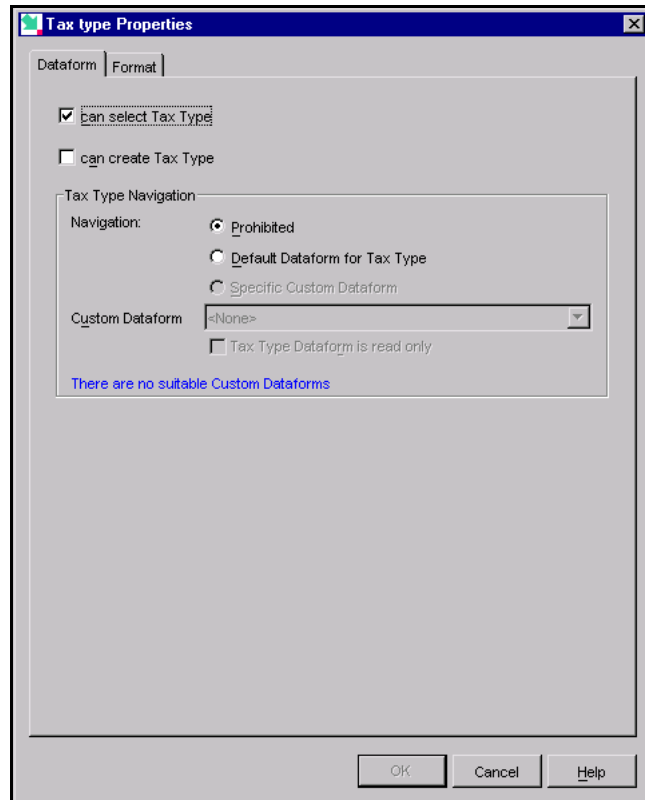 Tax type Properties
Dataform
Format
can select Tax Type
can create Tax Type
Tax Type Navigation
Navigation:
Prohibited
Default Dataform for Tax Type
Specific Custom Dataform
Custom Dataform
<None>
Tax Type Dataform is read only
There are no suitable Custom Dataforms
OK
Cancel
Help